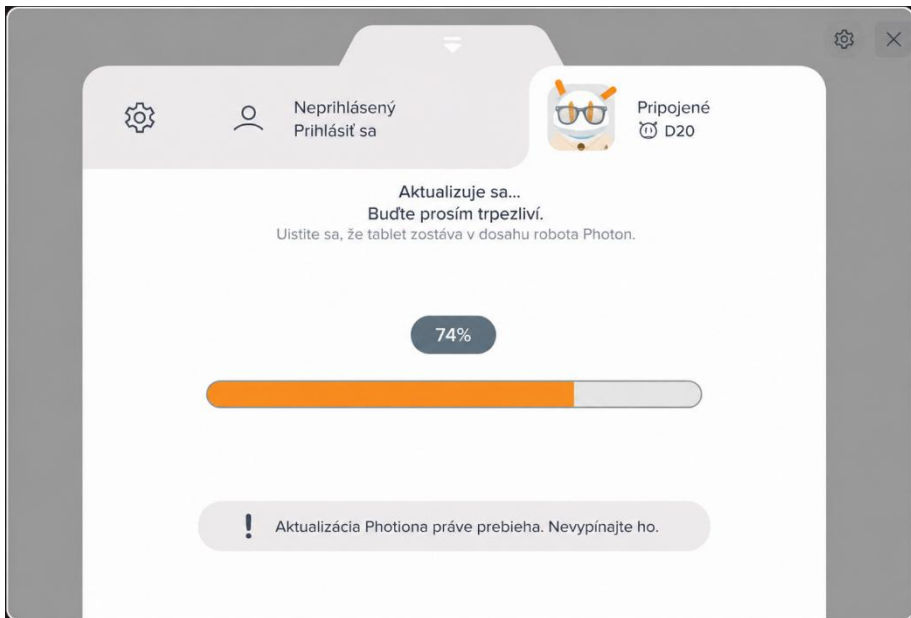 Neprihlásený
Prihlásiť sa
Pripojené
D20
Aktualizuje sa...
Buďte prosím trpezliví.
Uistite sa, že tablet zostáva v dosahu robota Photon.
74%
! Aktualizácia Photiona práve prebieha. Nevypínajte ho.